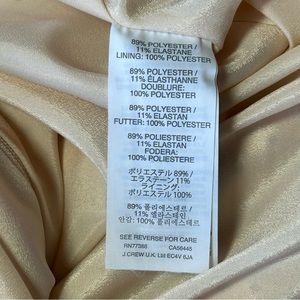 89% POLYESTER /
11% ELASTANE
LINING: 100% POLYESTER
89% POLYESTER /
11% ÉLASTHANNE
DOUBLURE:
100% POLYESTER
89% POLYESTER /
11% ELASTAN
FUTTER: 100% POLYESTER
89% POLIESTERE /
11% ELASTAN
FODERA:
100% POLIESTERE
ポリエステル 89% /
エラステーン 11%
ライニング:
ポリエステル 100%
89% 폴리에스테르 /
11% 엘라스테인
안감: 100% 폴리에스테르
SEE REVERSE FOR CARE
RN77388 CA56445
J.CREW U.K. Ltd EC4V 6JA